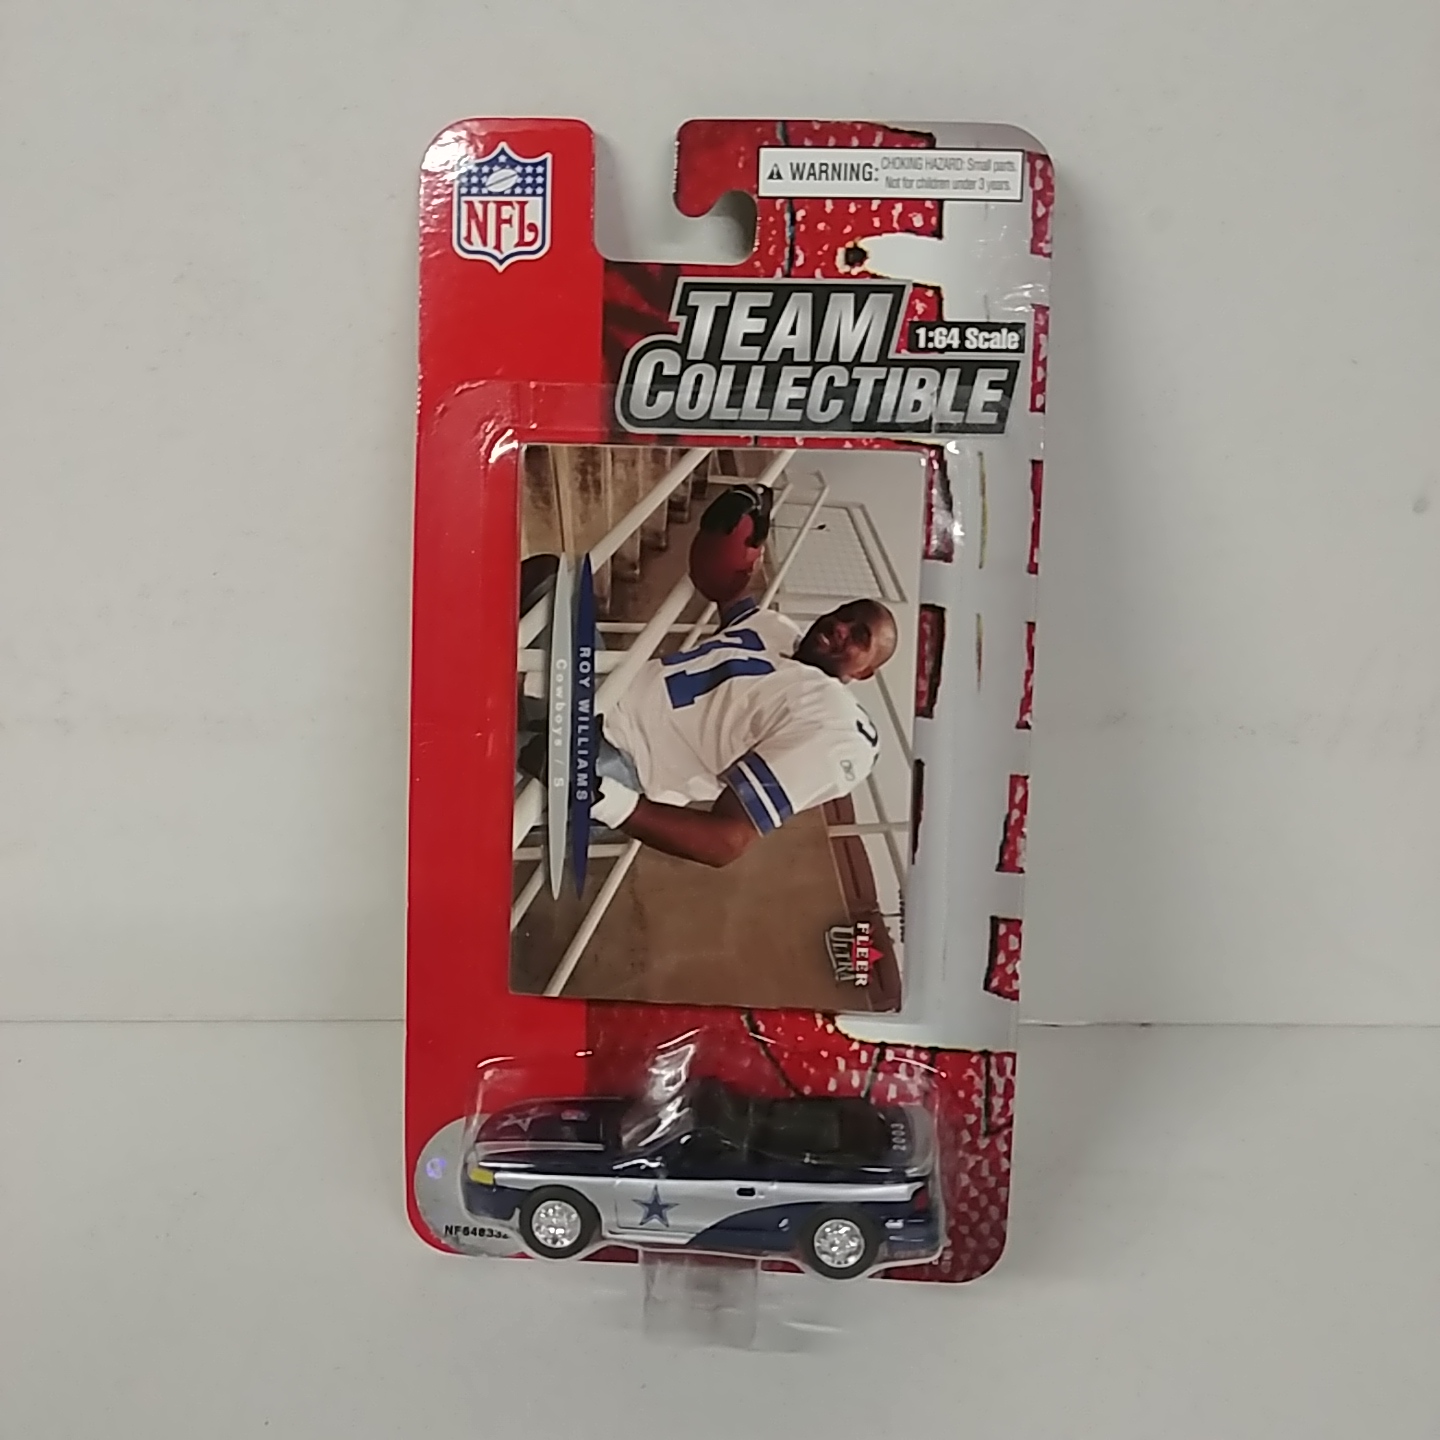 NFL
WARNING: CHOKING HAZARD: Small parts.
Not for children under 3 years.
TEAM
COLLECTIBLE
1:64 Scale
ROY WILLIAMS
Cowboys / S
FLEER
ULTRA
2003